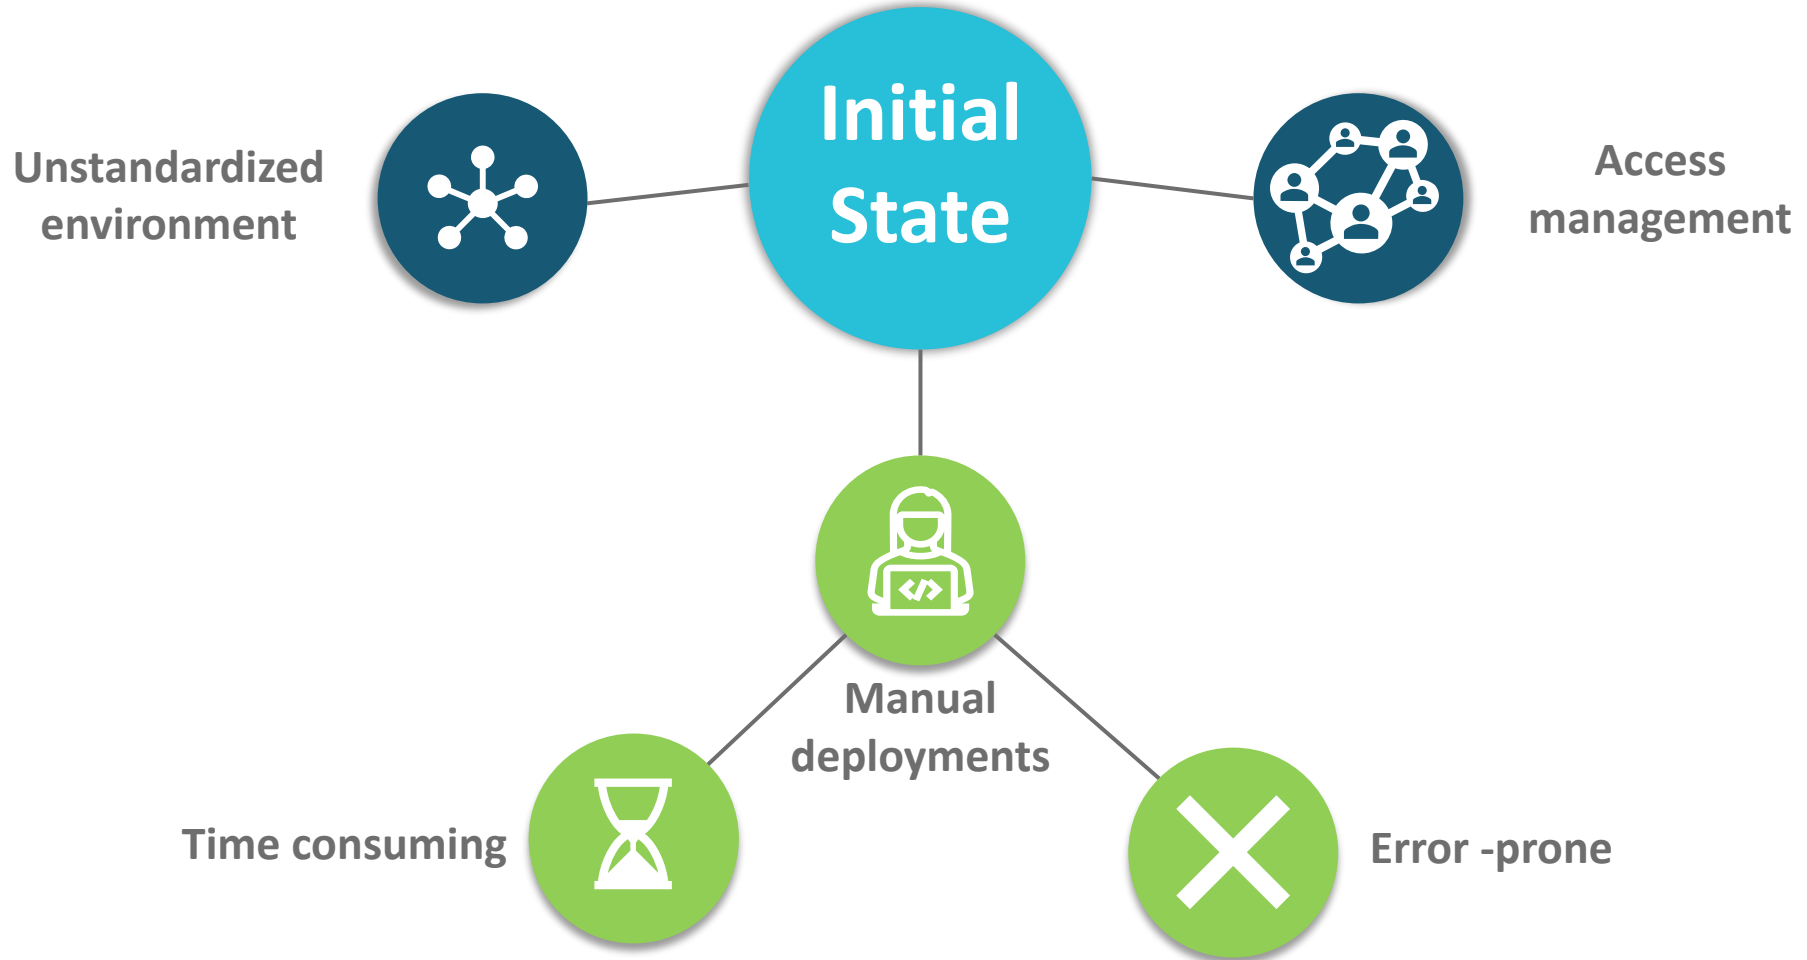 Initial
State
Unstandardized
environment
Access
management
Manual
deployments
Time consuming
Error -prone